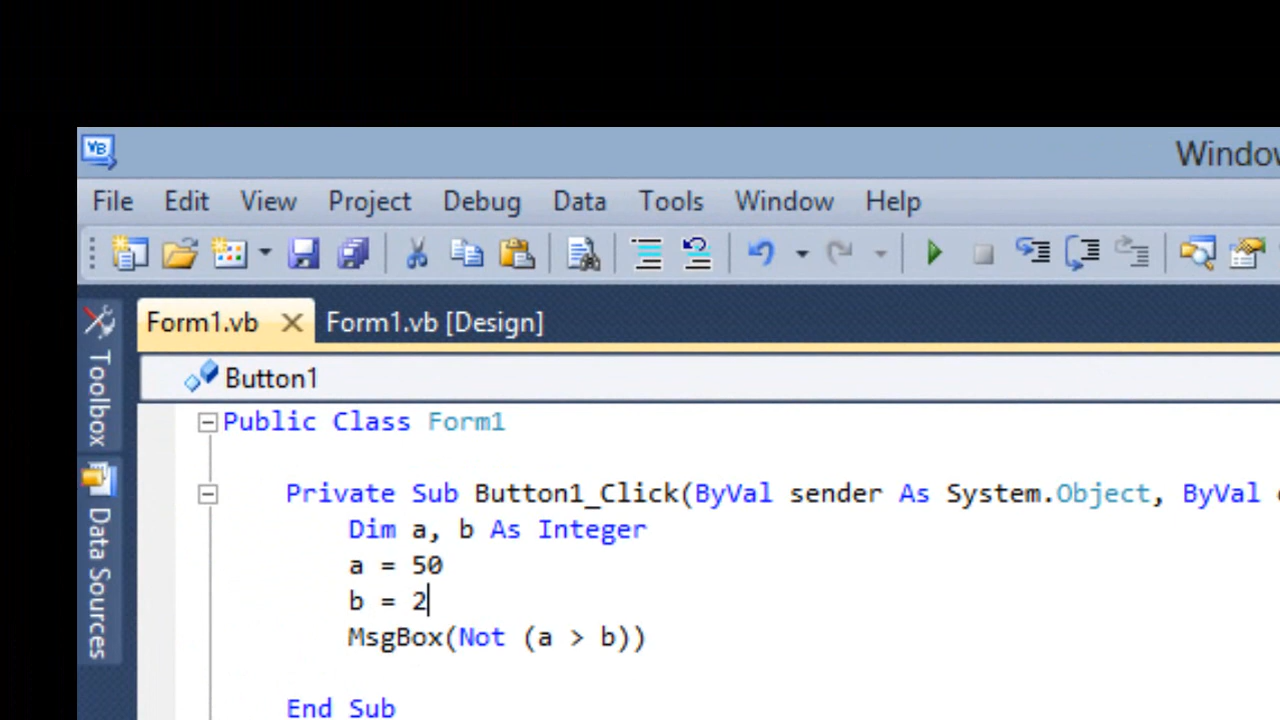 VB
Window
File Edit View Project Debug Data Tools Window Help
Form1.vb Form1.vb [Design]
Toolbox
Data Sources
Button1
Public Class Form1
Private Sub Button1_Click(ByVal sender As System.Object, ByVal
Dim a, b As Integer
a = 50
b = 2
MsgBox(Not (a > b))
End Sub